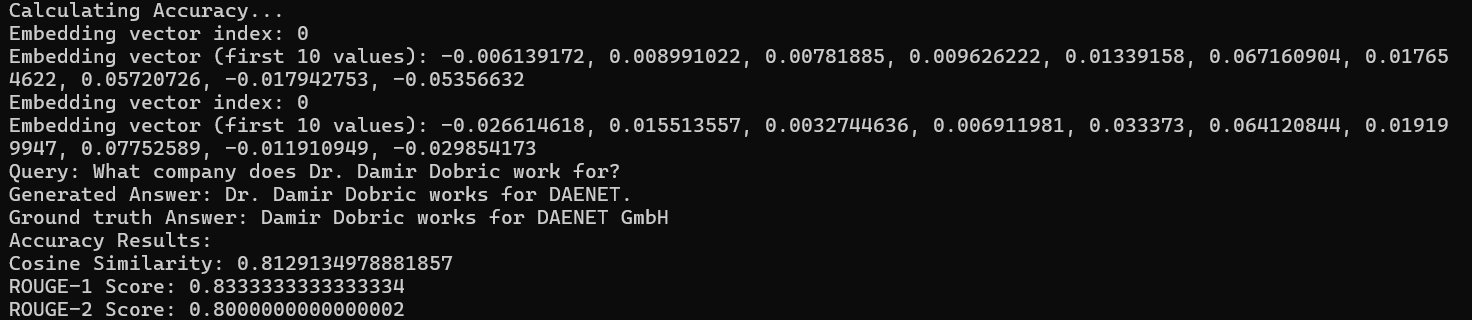 Calculating Accuracy...
Embedding vector index: 0
Embedding vector (first 10 values): -0.006139172, 0.008991022, 0.00781885, 0.009626222, 0.01339158, 0.067160904, 0.01765
4622, 0.05720726, -0.017942753, -0.05356632
Embedding vector index: 0
Embedding vector (first 10 values): -0.026614618, 0.015513557, 0.0032744636, 0.006911981, 0.033373, 0.064120844, 0.01919
9947, 0.07752589, -0.011910949, -0.029854173
Query: What company does Dr. Damir Dobric work for?
Generated Answer: Dr. Damir Dobric works for DAENET.
Ground truth Answer: Damir Dobric works for DAENET GmbH
Accuracy Results:
Cosine Similarity: 0.8129134978881857
ROUGE-1 Score: 0.8333333333333334
ROUGE-2 Score: 0.8000000000000002